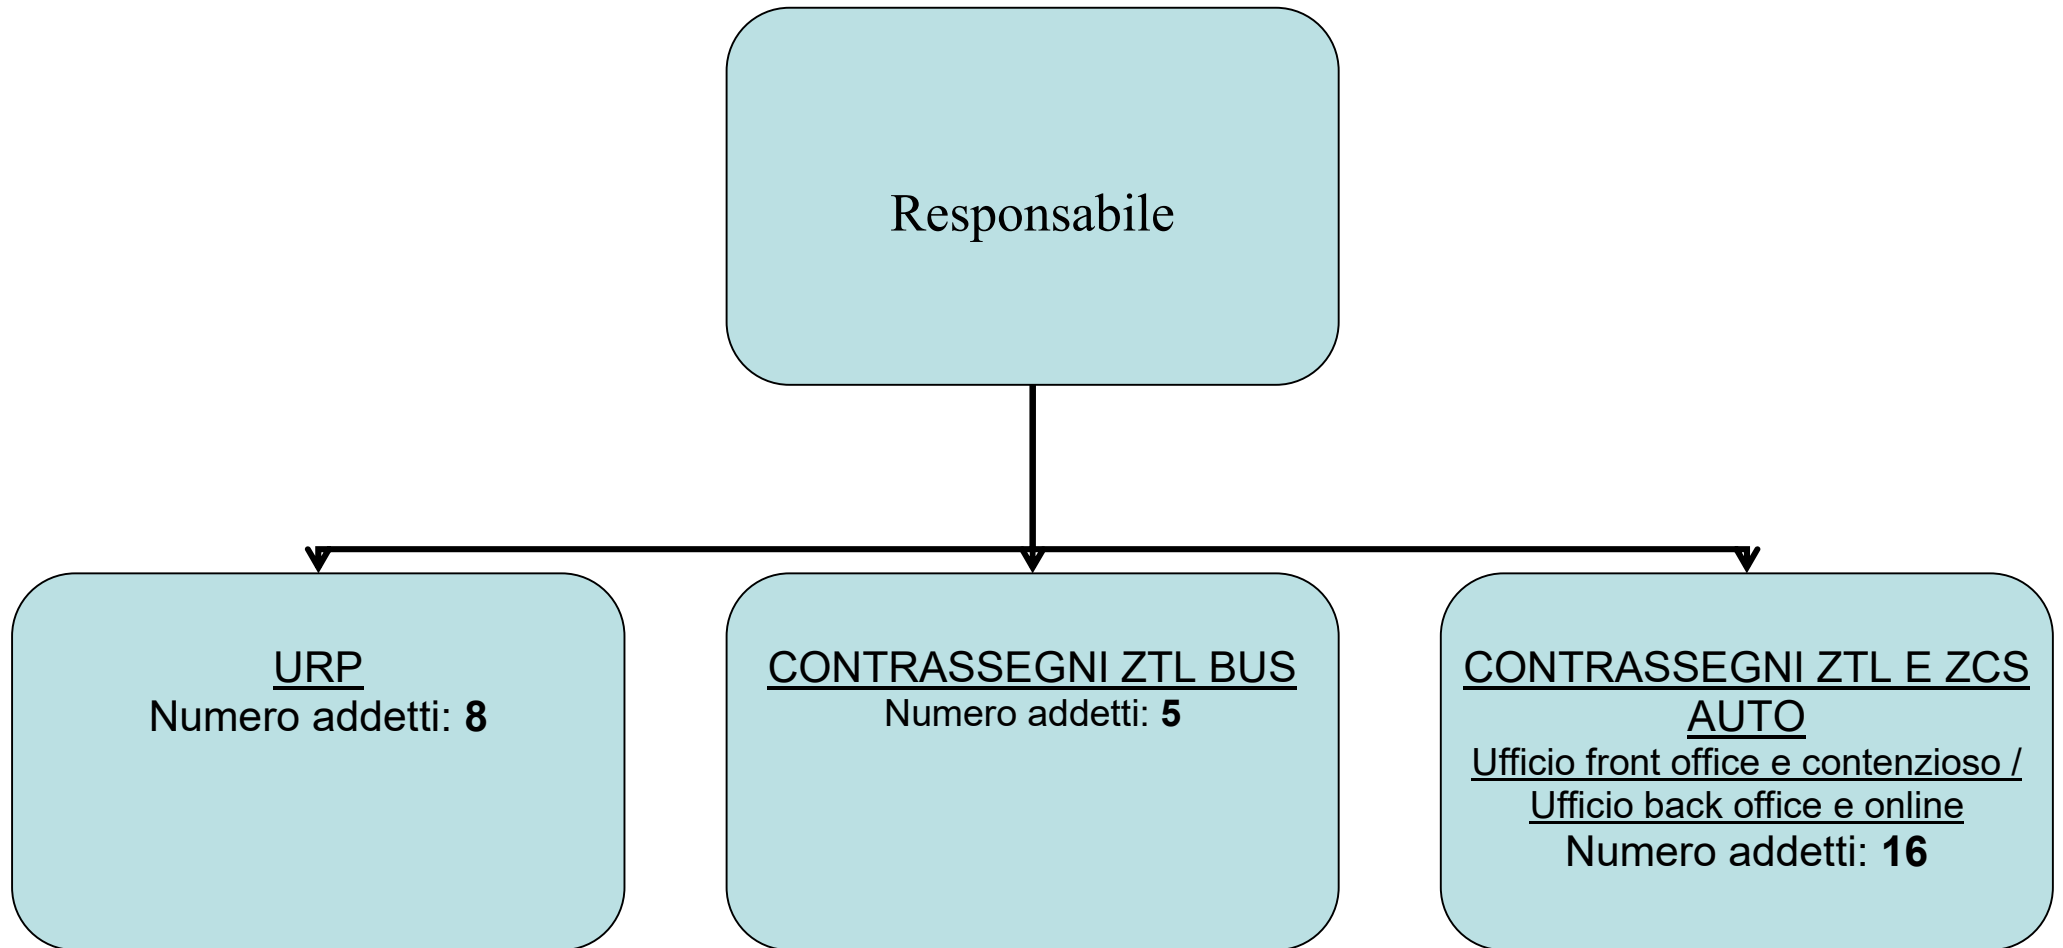 Responsabile
URP
Numero addetti: 8
CONTRASSEGNI ZTL BUS
Numero addetti: 5
CONTRASSEGNI ZTL E ZCS
AUTO
Ufficio front office e contenzioso /
Ufficio back office e online
Numero addetti: 16